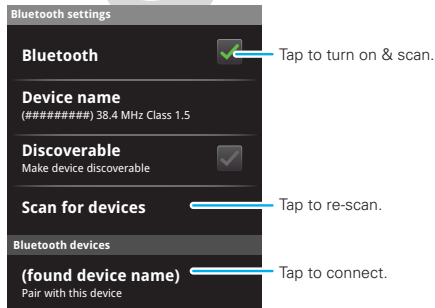 Bluetooth settings
Bluetooth
Tap to turn on & scan.
Device name
(#########) 38.4 MHz Class 1.5
Discoverable
Make device discoverable
Scan for devices
Tap to re-scan.
Bluetooth devices
(found device name)
Tap to connect.
Pair with this device